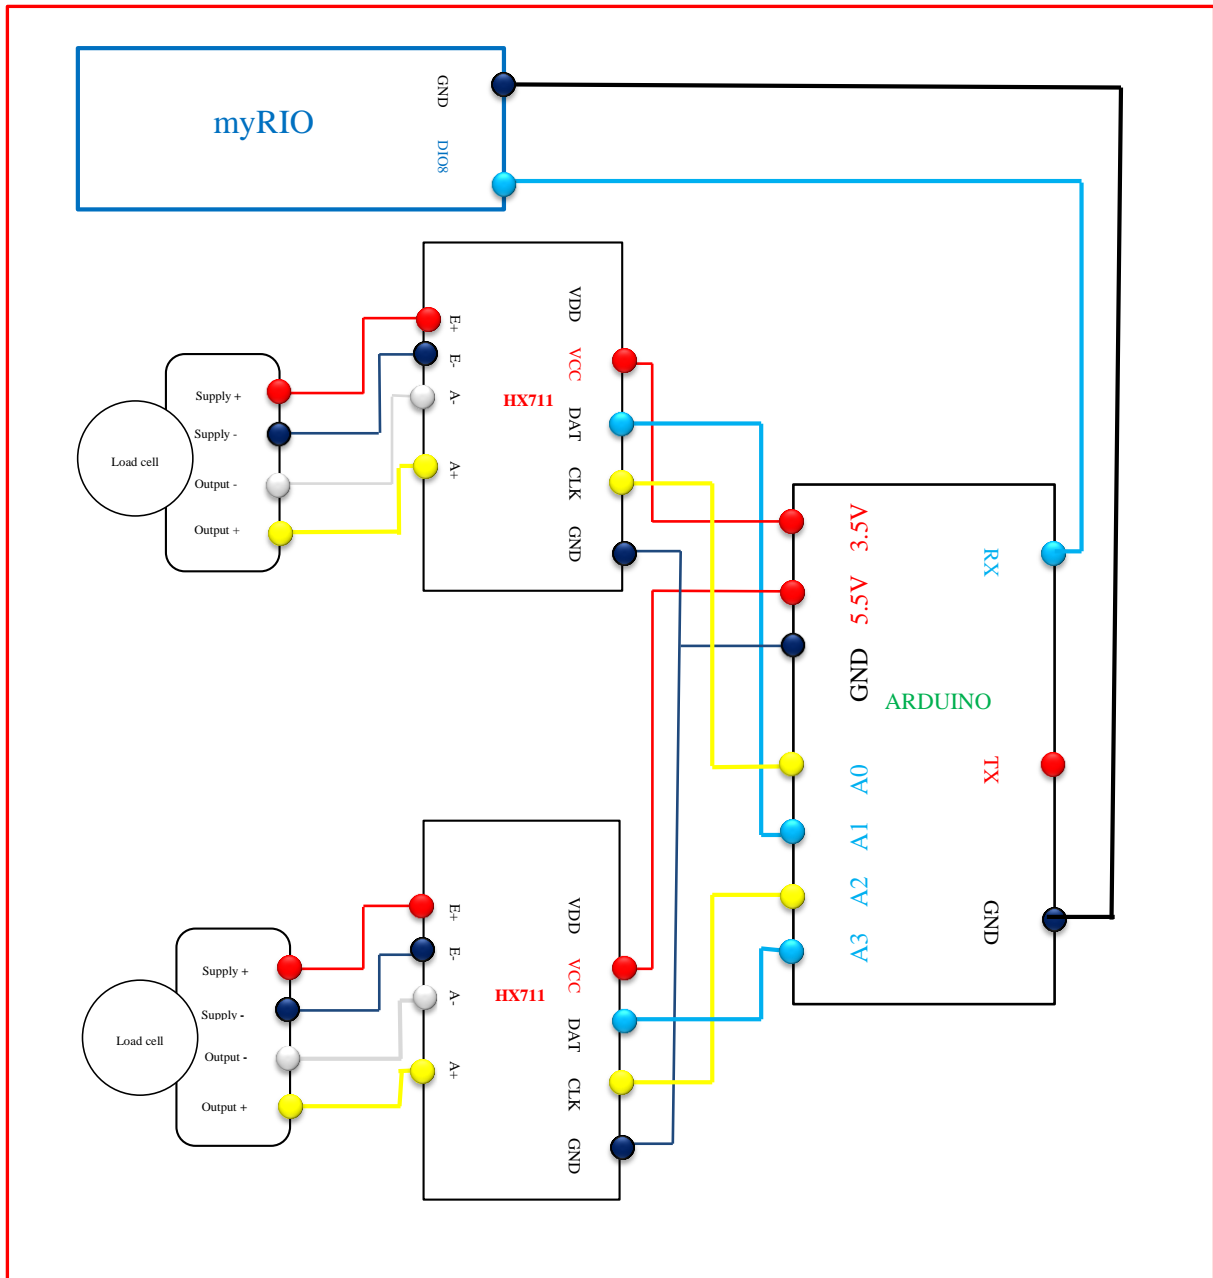 myRIO
GND
DIO8
Supply +
Supply -
Output -
Output +
Load cell
E+
E-
A-
A+
HX711
VDD
VCC
DAT
CLK
GND
3.5V
5.5V
GND
A0
A1
A2
A3
ARDUINO
RX
TX
GND
Supply +
Supply -
Output -
Output +
Load cell
E+
E-
A-
A+
HX711
VDD
VCC
DAT
CLK
GND